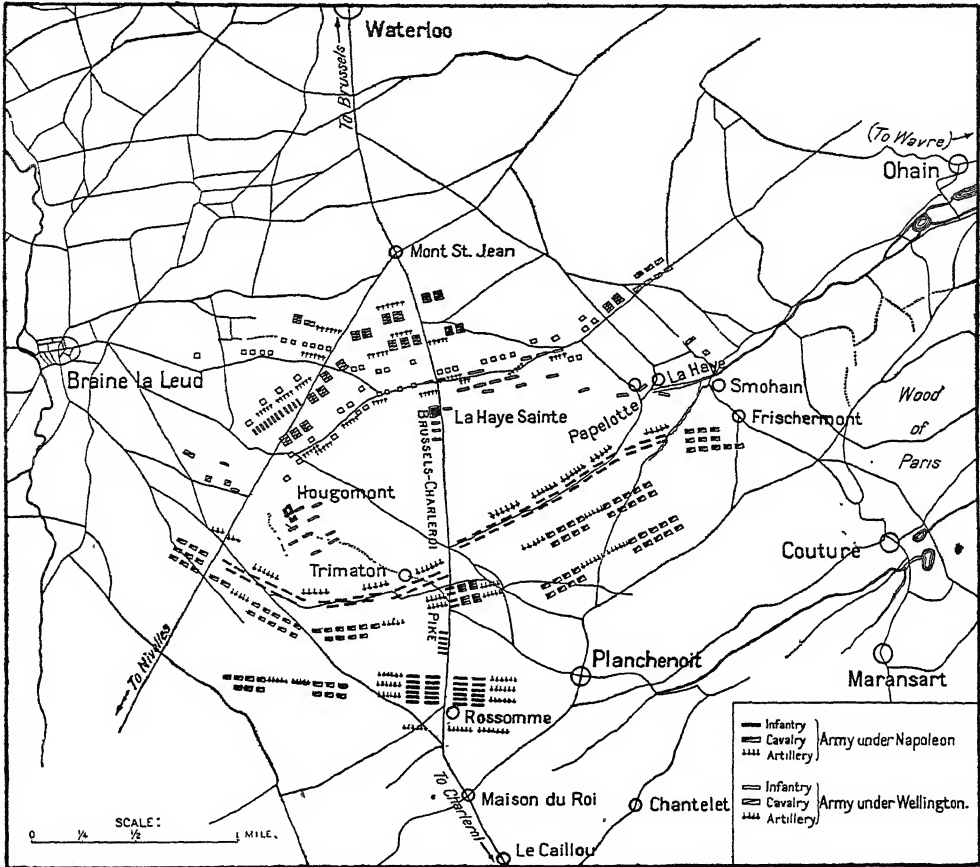 Waterloo
To Brussels
(To Wavre)
Ohain
Mont St. Jean
Braine la Leud
La Haye
Smohain
La Haye Sainte
Papelotte
Frischermont
Wood
of
Paris
BRUSSELS-CHARLEROI
PIKE
Hougomont
Trimaton
Couture
To Nivelles
Planchenoit
Maransart
Rossomme
To Charleroi
Maison du Roi
Chantelet
Le Caillou
SCALE:
0 ¼ ½ 1 MILE.
Infantry
Cavalry
Artillery
Army under Napoleon
Infantry
Cavalry
Artillery
Army under Wellington.